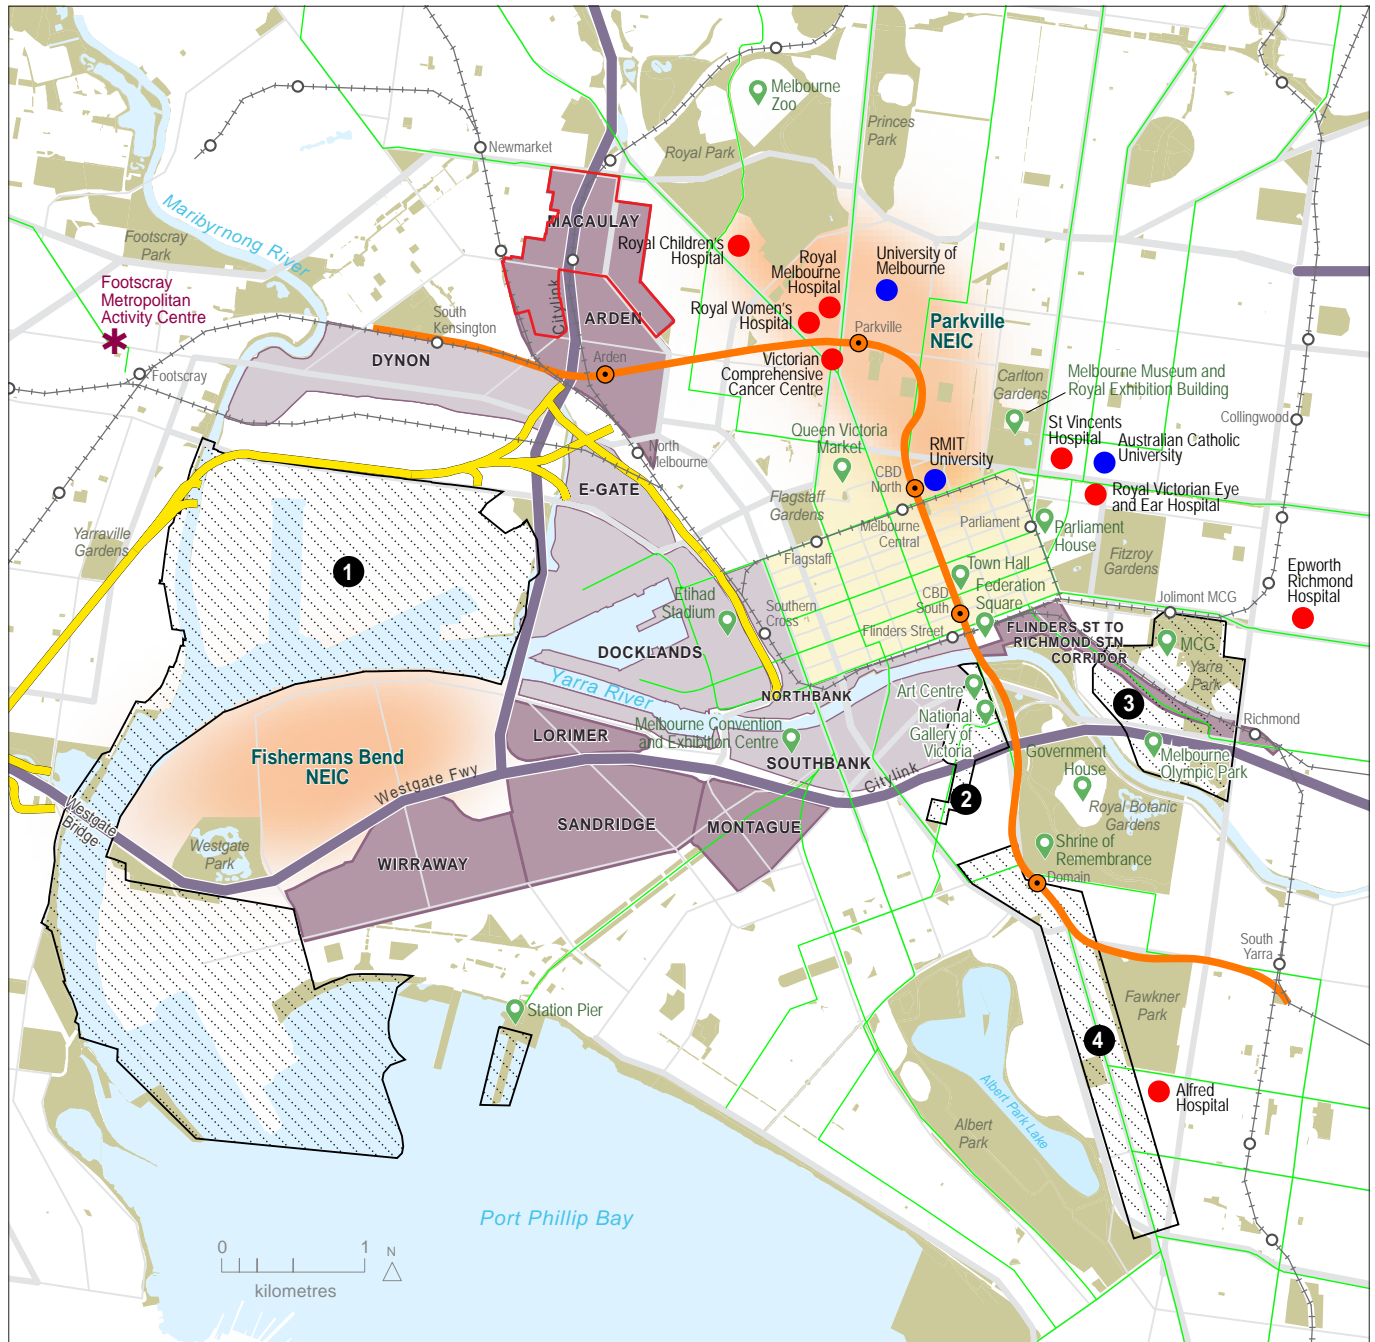 Melbourne
Zoo
Princes
Park
Royal Park
Newmarket
Maribyrnong River
Footscray
Park
MACAULAY
Royal Children's
Hospital
Royal
Melbourne
Hospital
University of
Melbourne
Footscray
Metropolitan
Activity Centre
South
Kensington
Citylink
ARDEN
Royal Women's
Hospital
Parkville
Parkville
NEIC
DYNON
Arden
Footscray
Victorian
Comprehensive
Cancer Centre
Carlton
Gardens
Melbourne Museum and
Royal Exhibition Building
Collingwood
St Vincents
Hospital
Australian Catholic
University
Queen Victoria
Market
RMIT
University
North
Melbourne
CBD
North
E-GATE
Flagstaff
Gardens
Royal Victorian Eye
and Ear Hospital
Melbourne
Central
Parliament
Parliament
House
Yarraville
Gardens
Flagstaff
Fitzroy
Gardens
1
Town Hall
Epworth
Richmond
Hospital
Etihad
Stadium
Southern
Cross
CBD
South
Federation
Square
Jolimont MCG
Flinders Street
FLINDERS ST TO
RICHMOND STN
CORRIDOR
MCG
Yarra
Park
DOCKLANDS
Yarra River
NORTHBANK
Art Centre
3
National
Gallery of
Victoria
Richmond
LORIMER
Melbourne Convention
and Exhibition Centre
SOUTHBANK
Fishermans Bend
NEIC
Westgate Fwy
Citylink
Government
House
Melbourne
Olympic Park
2
Royal Botanic
Gardens
Westgate
Bridge
Westgate
Park
WIRRAWAY
SANDRIDGE
MONTAGUE
Shrine of
Remembrance
Domain
South
Yarra
Fawkner
Park
Station Pier
4
Albert Park Lake
Alfred
Hospital
Albert
Park
Port Phillip Bay
0 1
N
kilometres